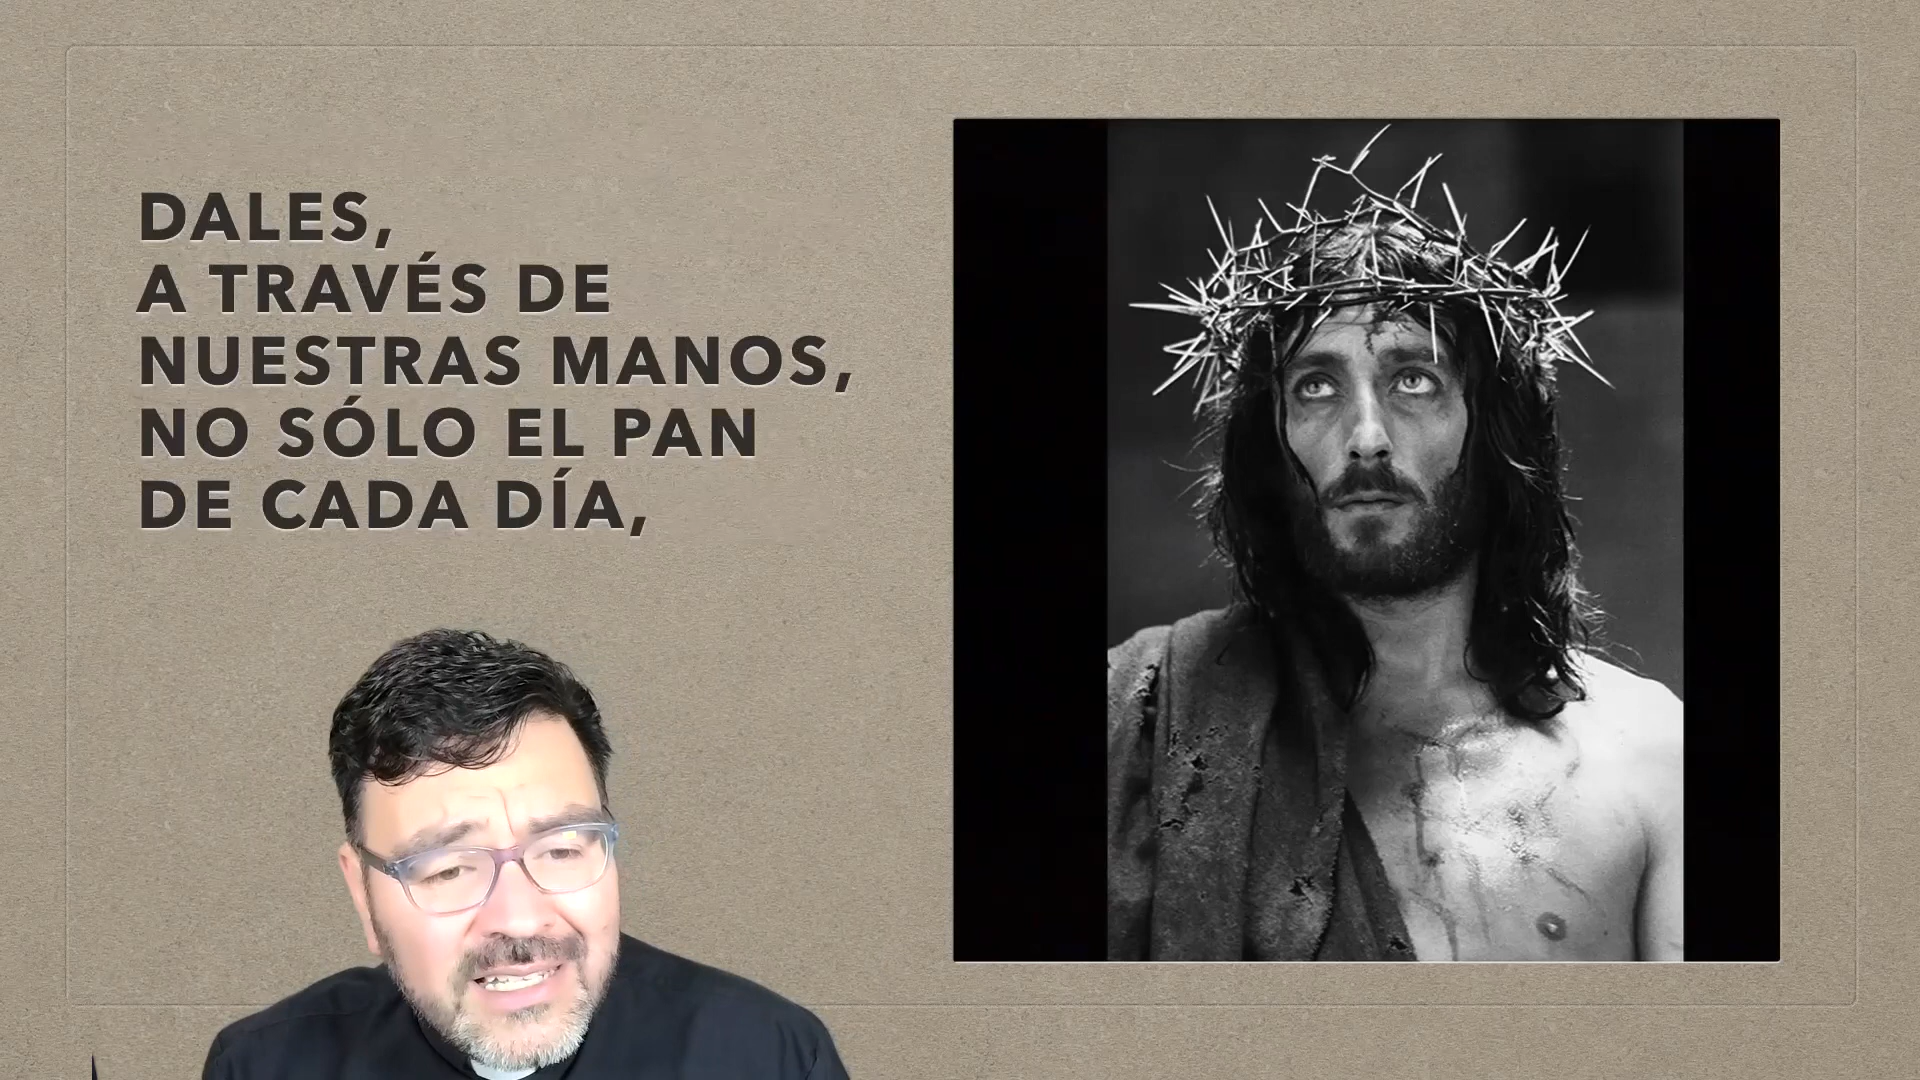 DALES,
A TRAVÉS DE
NUESTRAS MANOS,
NO SÓLO EL PAN
DE CADA DÍA,